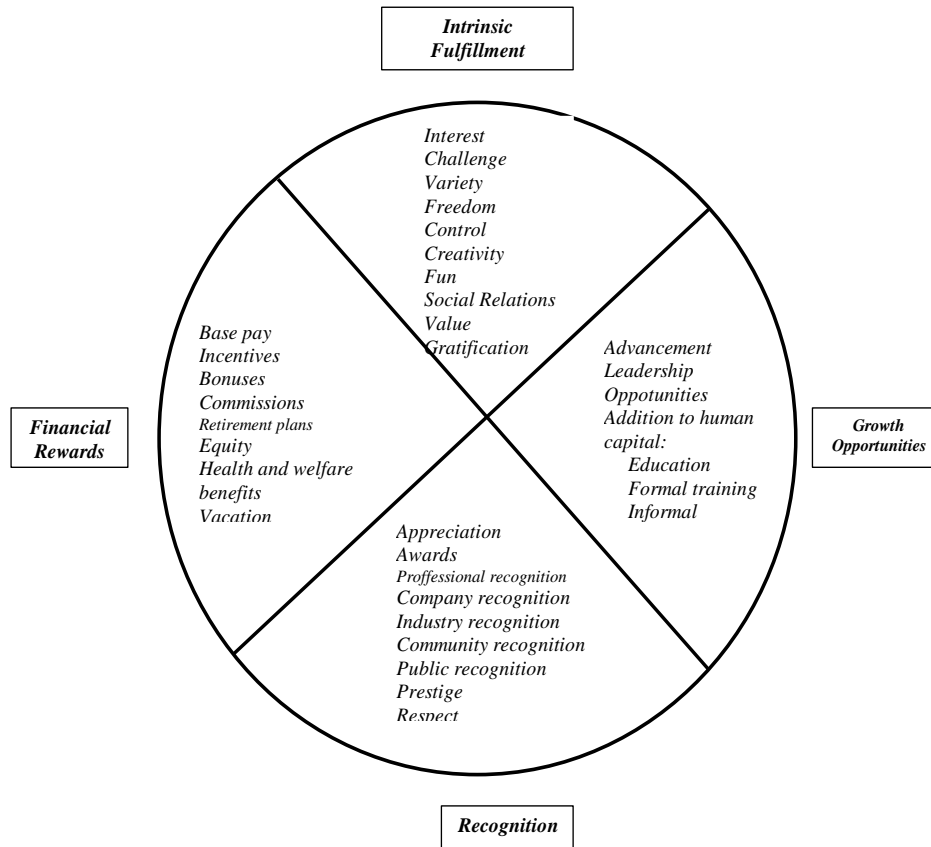 Intrinsic
Fulfillment
Interest
Challenge
Variety
Freedom
Control
Creativity
Fun
Social Relations
Value
Gratification
Base pay
Incentives
Bonuses
Commissions
Retirement plans
Equity
Health and welfare
benefits
Vacation
Financial
Rewards
Advancement
Leadership
Oppotunities
Addition to human
capital:
Education
Formal training
Informal
Growth
Opportunities
Appreciation
Awards
Proffessional recognition
Company recognition
Industry recognition
Community recognition
Public recognition
Prestige
Respect
Recognition